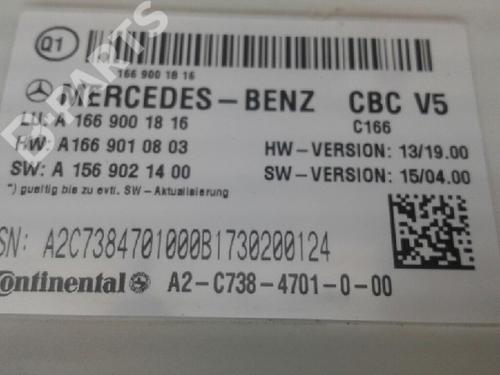 Q1
166 900 18 16
MERCEDES-BENZ CBC V5
LU: A 166 900 18 16 C166
HW: A166 901 08 03 HW-VERSION: 13/19.00
SW: A 156 902 14 00 SW-VERSION: 15/04.00
*) gueltig bis zu evtl. SW-Aktualisierung
SN: A2C7384701000B1730200124
Continental A2-C738-4701-0-00
B-PARTS